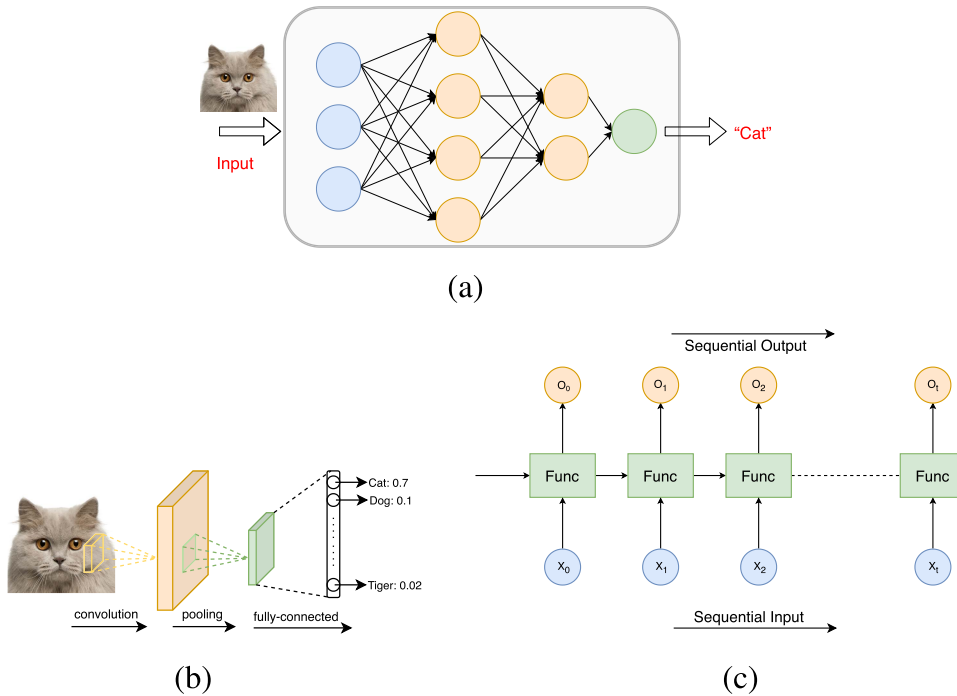 Input
“Cat”
(a)
Sequential Output
O0
O1
O2
Ot
Func
Func
Func
Func
X0
X1
X2
Xt
Sequential Input
Cat: 0.7
Dog: 0.1
Tiger: 0.02
convolution
pooling
fully-connected
(b)
(c)